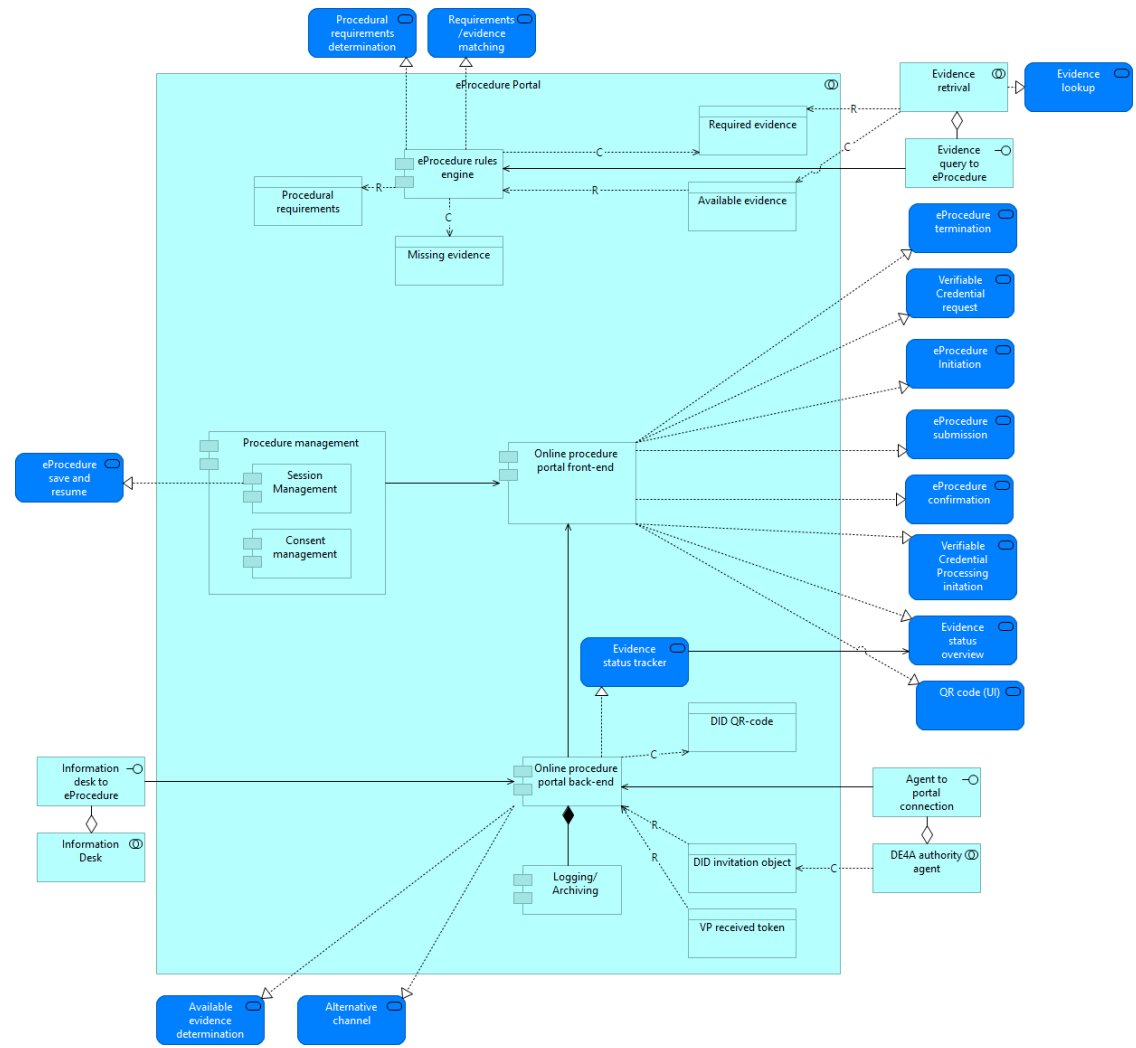 Procedural
requirements
determination
Requirements
/evidence
matching
eProcedure Portal
Evidence
retrival
Evidence
lookup
Required evidence
R
C
C
eProcedure rules
engine
Evidence
query to
eProcedure
Procedural
requirements
R
R
Available evidence
C
Missing evidence
eProcedure
termination
Verifiable
Credential
request
eProcedure
Initiation
eProcedure
submission
Procedure management
Online procedure
portal front-end
eProcedure
save and
resume
Session
Management
eProcedure
confirmation
Consent
management
Verifiable
Credential
Processing
initation
Evidence
status
overview
Evidence
status tracker
QR code (UI)
DID QR-code
C
Information
desk to
eProcedure
Online procedure
portal back-end
Agent to
portal
connection
R
R
Information
Desk
DID invitation object
C
DE4A authority
agent
Logging/
Archiving
VP received token
Available
evidence
determination
Alternative
channel